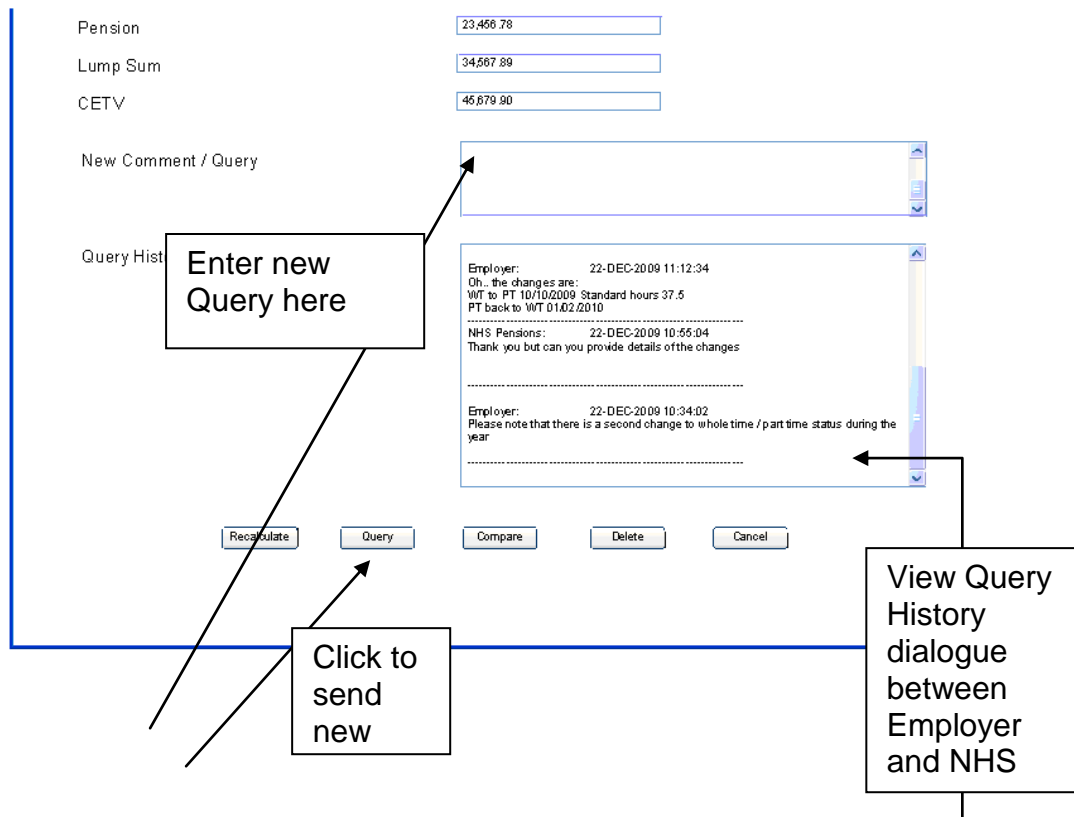 Pension 23,456.78
Lump Sum 34,567.89
CETV 45,679.90
New Comment / Query
Enter new
Query here
Query Hist
Employer: 22-DEC-2009 11:12:34
Oh.. the changes are:
WT to PT 10/10/2009 Standard hours 37.5
PT back to WT 01/02/2010
NHS Pensions: 22-DEC-2009 10:55:04
Thank you but can you provide details of the changes
Employer: 22-DEC-2009 10:34:02
Please note that there is a second change to whole time / part time status during the
year
Recalculate Query Compare Delete Cancel
Click to
send
new
View Query
History
dialogue
between
Employer
and NHS